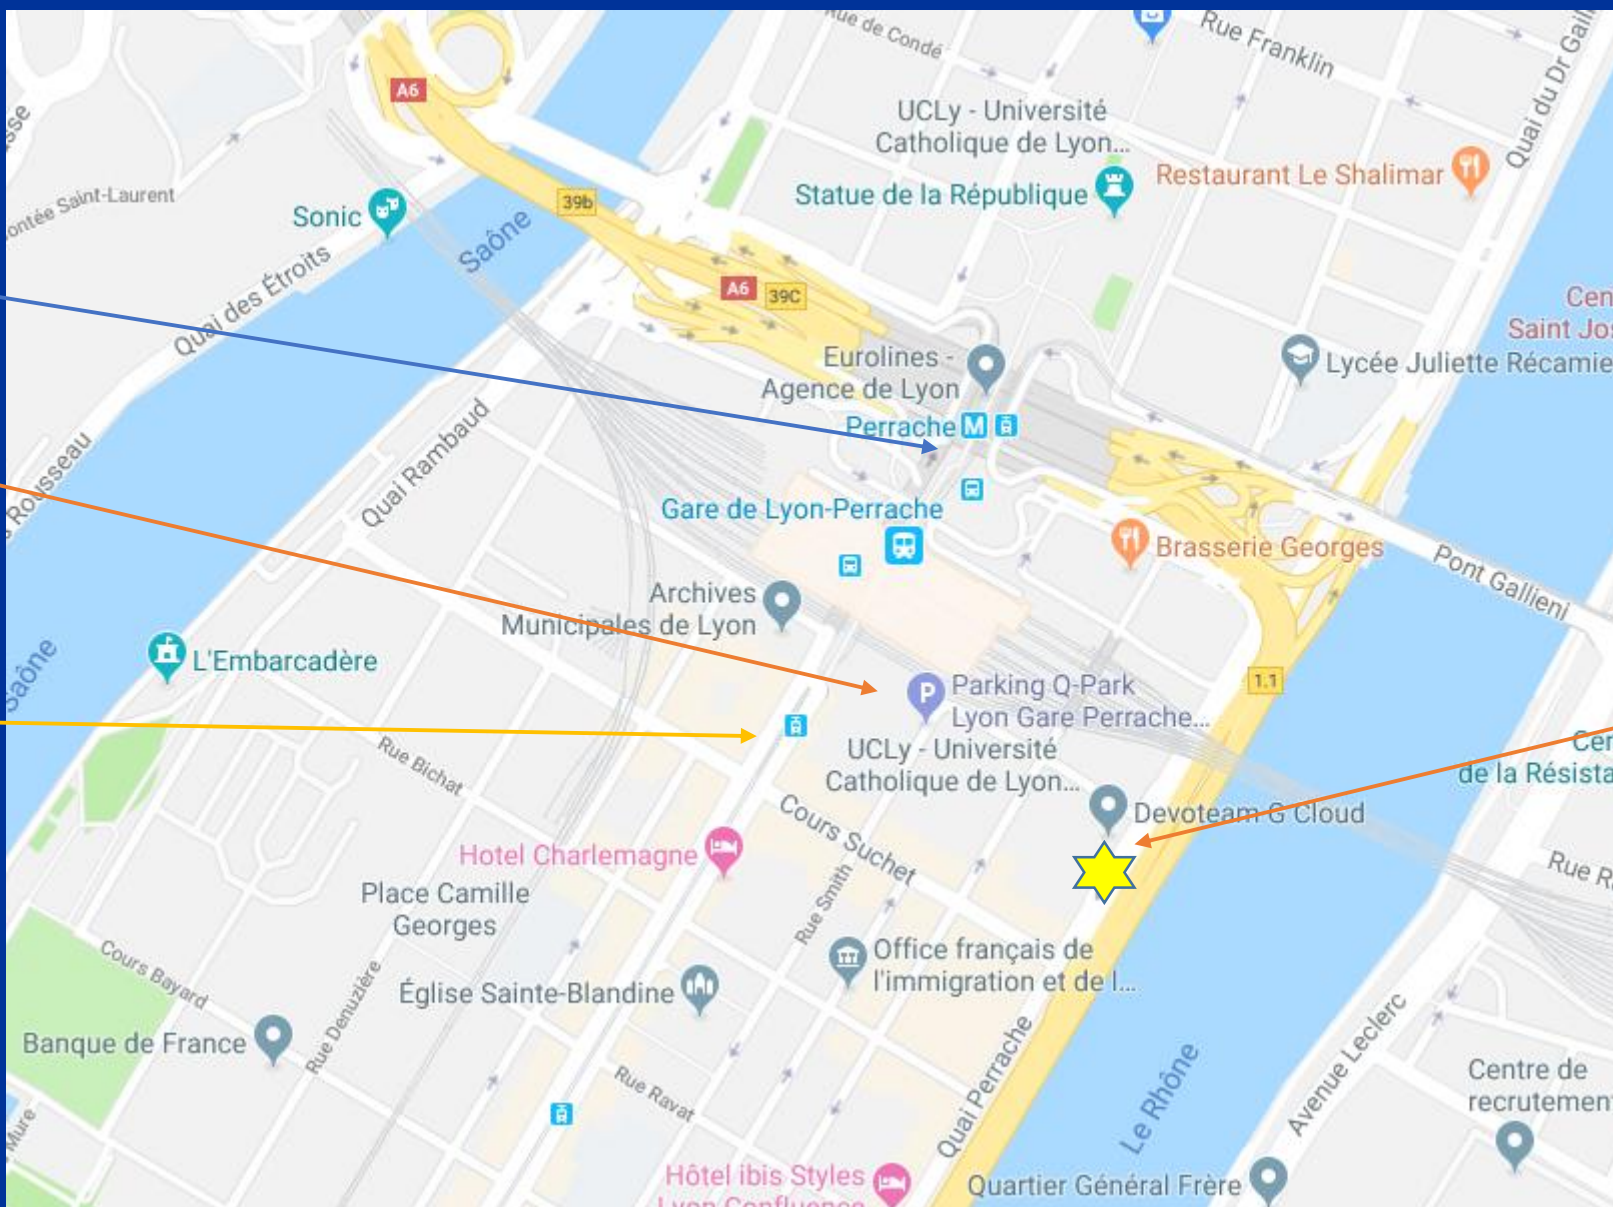 Rue de Condé
Rue Franklin
Quai du Dr Gail
A6
UCLy - Université
Catholique de Lyon...
Restaurant Le Shalimar
Statue de la République
39b
Sonic
Saône
Quai des Étroits
A6
39C
Cen
Saint Jos
Eurolines -
Agence de Lyon
Lycée Juliette Récamie
Perrache
M
Rousseau
Quai Rambaud
Gare de Lyon-Perrache
Brasserie Georges
Pont Gallieni
Archives
Municipales de Lyon
L'Embarcadère
Saône
1.1
P
Parking Q-Park
Lyon Gare Perrache...
UCLy - Université
Catholique de Lyon...
Cen
de la Résista
Rue Bichat
Cours Suchet
Devoteam G Cloud
Hotel Charlemagne
Rue R
Place Camille
Georges
Rue Smith
Cours Bayard
Rue Denuzière
Église Sainte-Blandine
Office français de
l'immigration et de l...
Banque de France
Rue Ravat
Quai Perrache
Le Rhône
Avenue Leclerc
Centre de
recrutement
Mure
Hôtel ibis Styles
Lyon Confluence
Quartier Général Frère